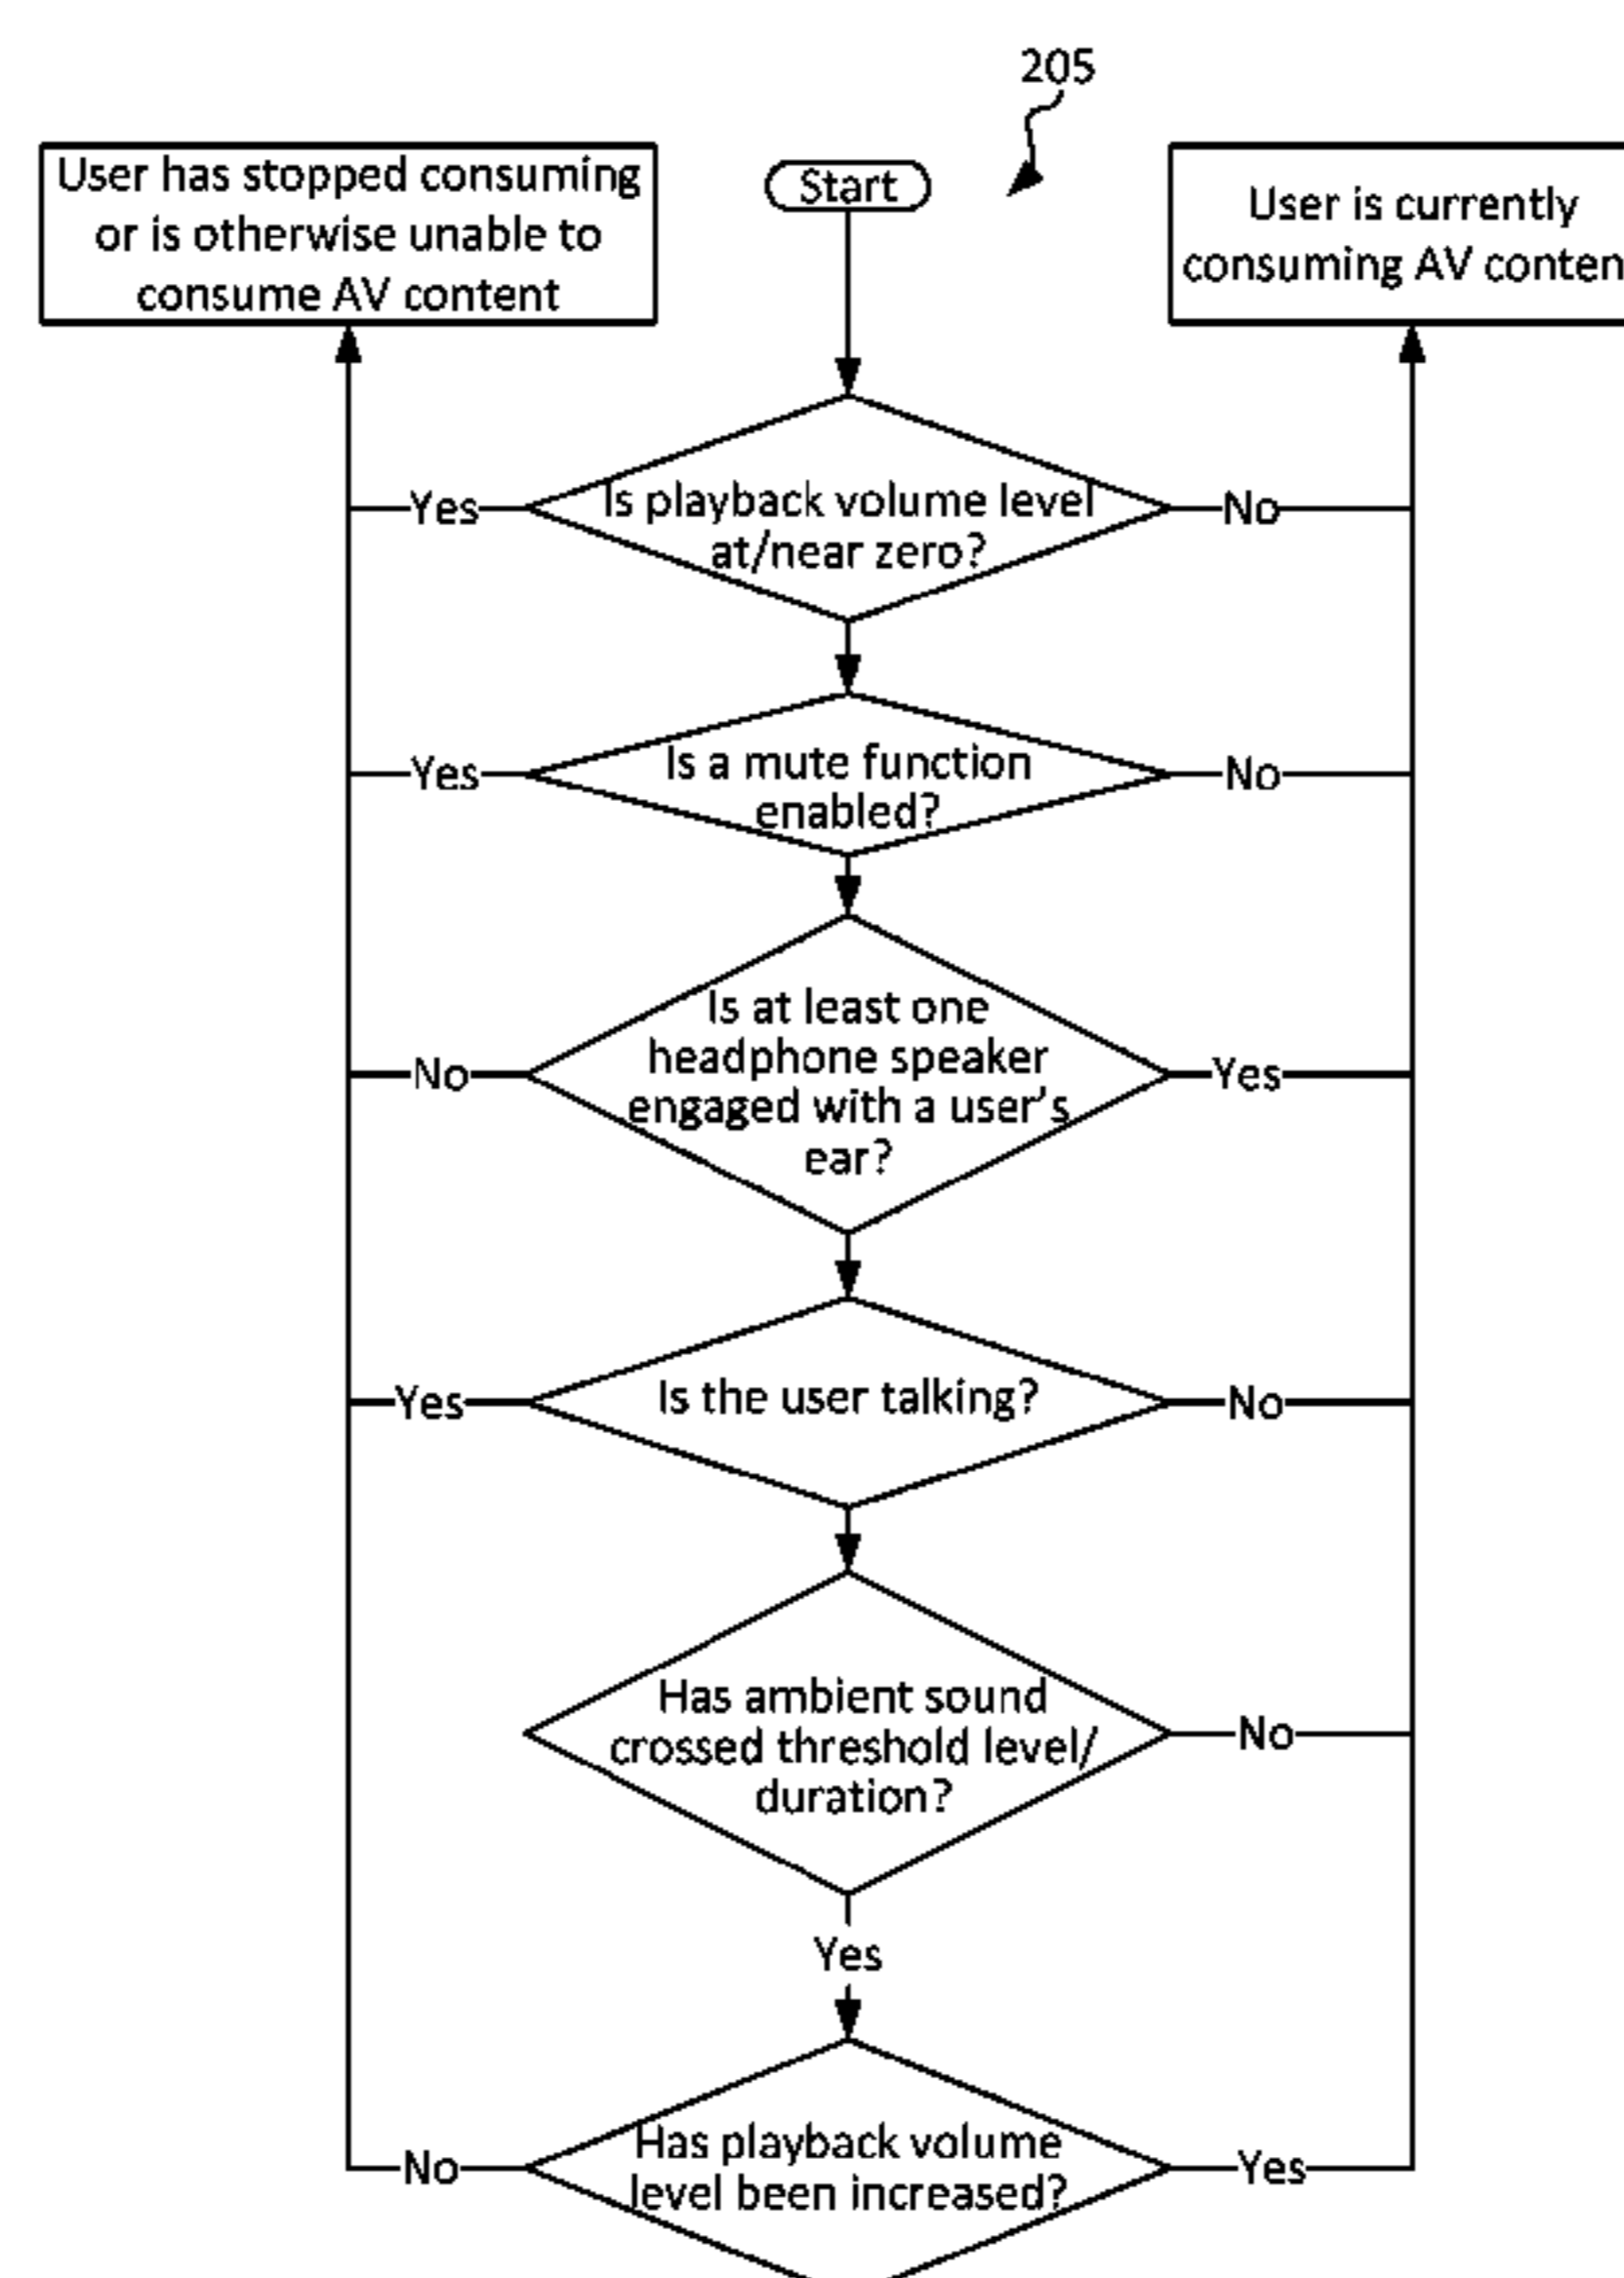 205
User has stopped consuming
or is otherwise unable to
consume AV content
Start
User is currently
consuming AV conten
Yes
Is playback volume level
at/near zero?
No
Yes
Is a mute function
enabled?
No
No
Is at least one
headphone speaker
engaged with a user's
ear?
Yes
Yes
Is the user talking?
No
Has ambient sound
crossed threshold level/
duration?
No
Yes
No
Has playback volume
level been increased?
Yes